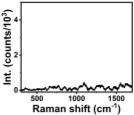 Int. (counts/10³)
4
2
0
500 1000 1500
Raman shift (cm⁻¹)